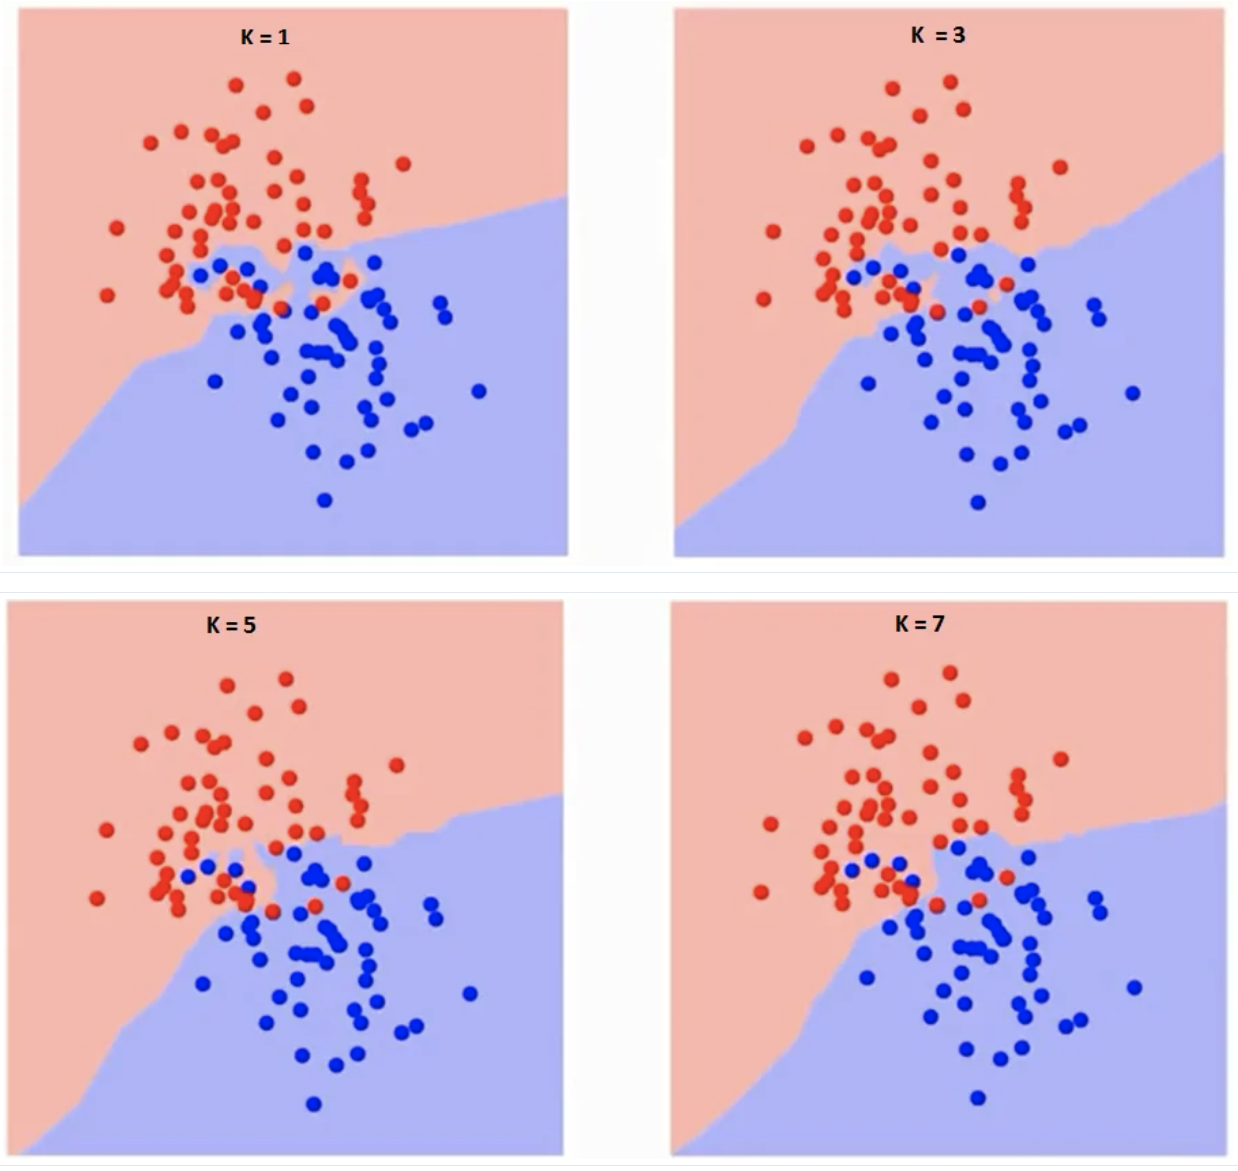 K = 1
K = 3
K = 5
K = 7